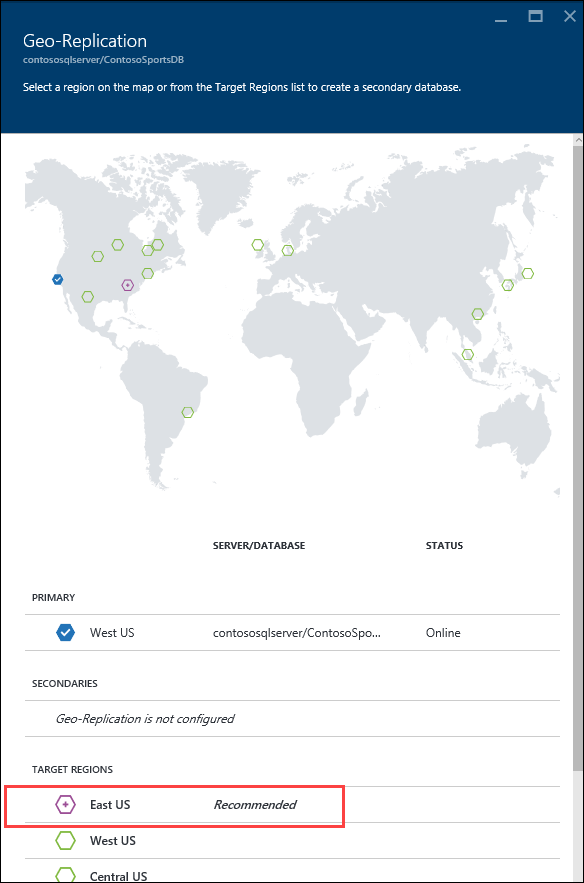 Geo-Replication
contososqlserver/ContosoSportsDB
Select a region on the map or from the Target Regions list to create a secondary database.
SERVER/DATABASE STATUS
PRIMARY
West US contososqlserver/ContosoSpo... Online
SECONDARIES
Geo-Replication is not configured
TARGET REGIONS
East US Recommended
West US
Central US